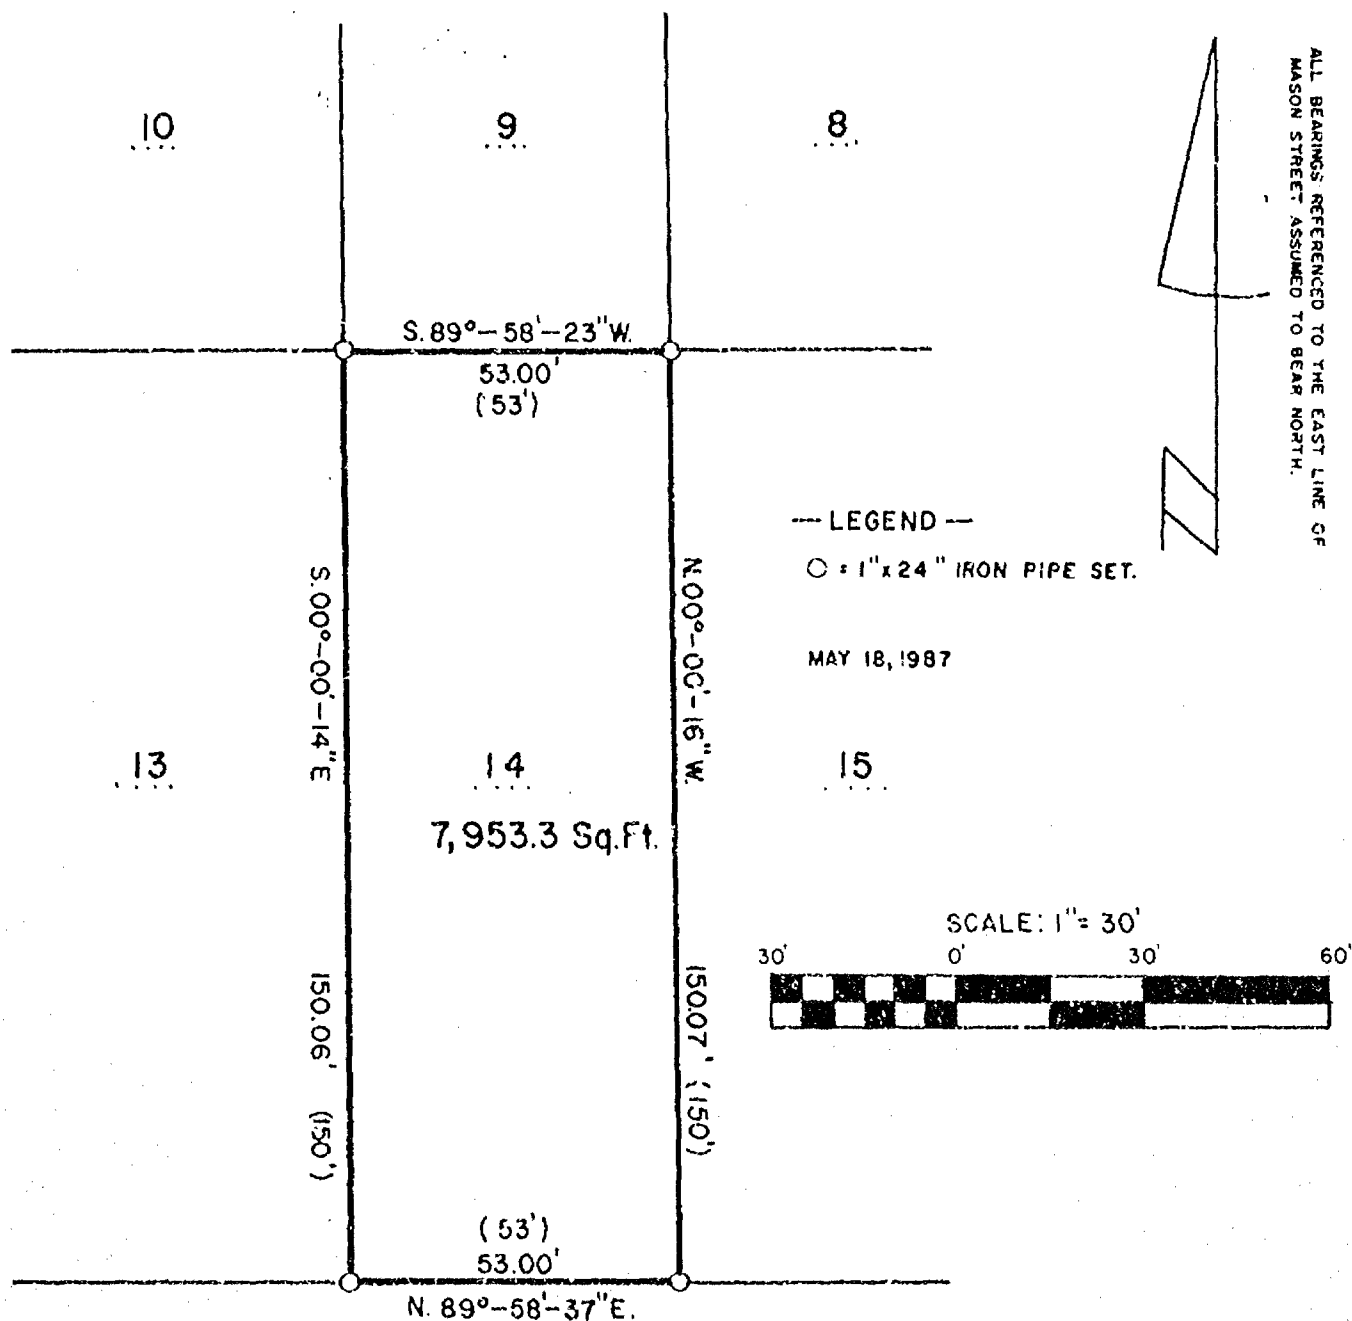 10
9
8
S. 89°-58'-23"W.
53.00'
(53')
ALL BEARINGS REFERENCED TO THE EAST LINE OF
MASON STREET ASSUMED TO BEAR NORTH.
--- LEGEND ---
O = 1"x24" IRON PIPE SET.
MAY 18, 1987
S.00°-00'-14"E
N.00°-00'-16"W.
13
14
15
7,953.3 Sq.Ft.
SCALE: 1"= 30'
30' 0' 30' 60'
150.06' (150')
150.07' (150')
(53')
53.00'
N. 89°-58'-37"E.